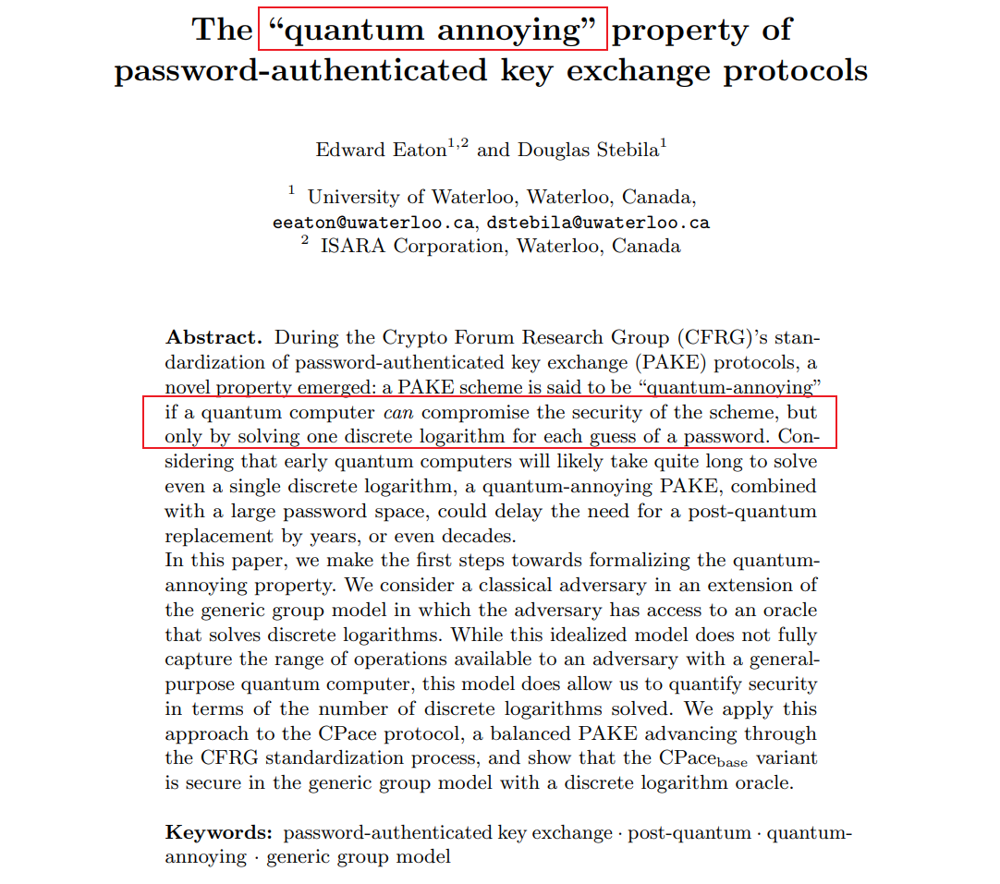 The “quantum annoying” property of
password-authenticated key exchange protocols
Edward Eaton1,2 and Douglas Stebila1
1 University of Waterloo, Waterloo, Canada,
eeaton@uwaterloo.ca, dstebila@uwaterloo.ca
2 ISARA Corporation, Waterloo, Canada
Abstract. During the Crypto Forum Research Group (CFRG)’s stan-
dardization of password-authenticated key exchange (PAKE) protocols, a
novel property emerged: a PAKE scheme is said to be “quantum-annoying”
if a quantum computer can compromise the security of the scheme, but
only by solving one discrete logarithm for each guess of a password. Con-
sidering that early quantum computers will likely take quite long to solve
even a single discrete logarithm, a quantum-annoying PAKE, combined
with a large password space, could delay the need for a post-quantum
replacement by years, or even decades.
In this paper, we make the first steps towards formalizing the quantum-
annoying property. We consider a classical adversary in an extension of
the generic group model in which the adversary has access to an oracle
that solves discrete logarithms. While this idealized model does not fully
capture the range of operations available to an adversary with a general-
purpose quantum computer, this model does allow us to quantify security
in terms of the number of discrete logarithms solved. We apply this
approach to the CPace protocol, a balanced PAKE advancing through
the CFRG standardization process, and show that the CPacebase variant
is secure in the generic group model with a discrete logarithm oracle.
Keywords: password-authenticated key exchange · post-quantum · quantum-
annoying · generic group model